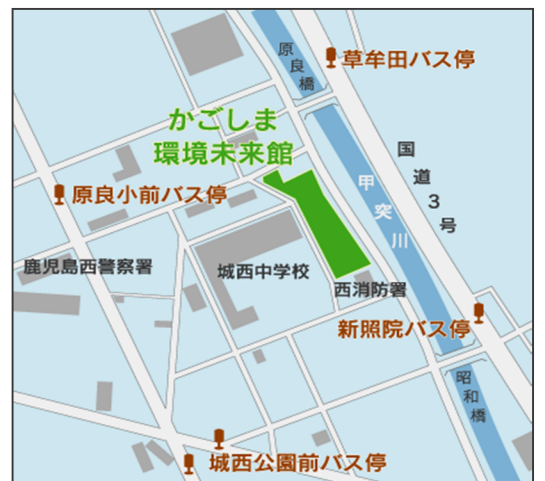 草牟田バス停
原良橋
かごしま
環境未来館
国道3号
甲突川
原良小前バス停
鹿児島西警察署
城西中学校
西消防署
新照院バス停
昭和橋
城西公園前バス停